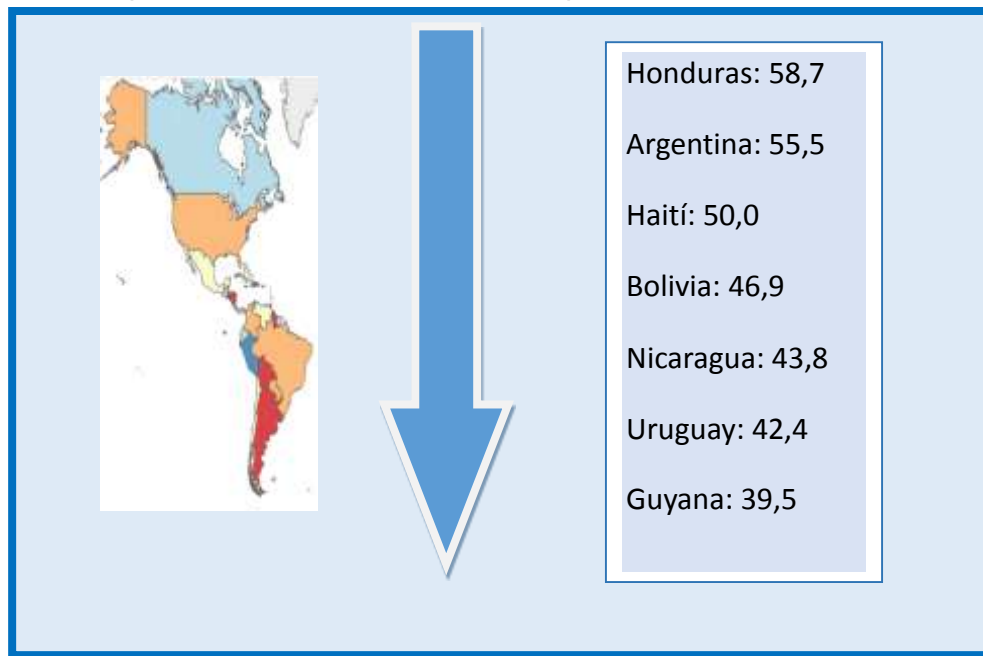 Honduras: 58,7
Argentina: 55,5
Haití: 50,0
Bolivia: 46,9
Nicaragua: 43,8
Uruguay: 42,4
Guyana: 39,5